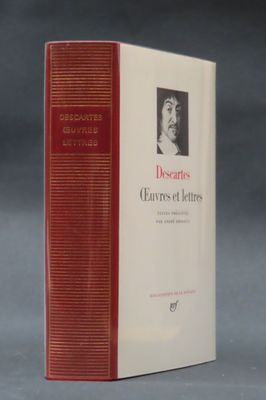 DESCARTES
ŒUVRES
LETTRES
Descartes
Œuvres et lettres
TEXTES PRÉSENTÉS
PAR ANDRÉ BRIDOUX
BIBLIOTHÈQUE DE LA PLÉIADE
nrf